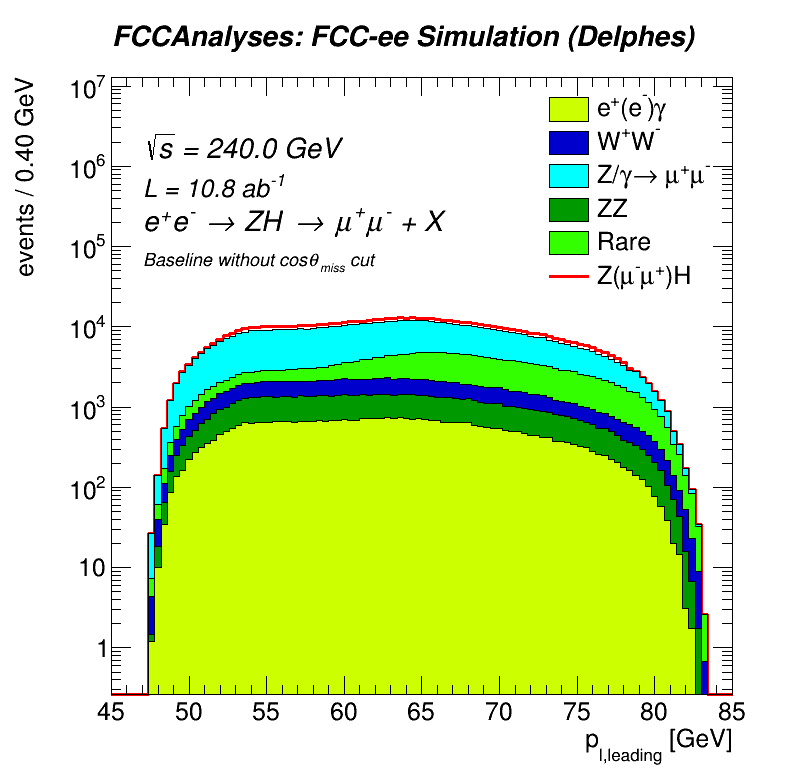 FCCAnalyses: FCC-ee Simulation (Delphes)
events / 0.40 GeV
10⁷
10⁶
10⁵
10⁴
10³
10²
10
1
√s = 240.0 GeV
L = 10.8 ab⁻¹
e⁺e⁻ → ZH → μ⁺μ⁻ + X
Baseline without cosθ_miss cut
e⁺(e⁻)γ
W⁺W⁻
Z/γ→ μ⁺μ⁻
ZZ
Rare
Z(μ⁻μ⁺)H
45 50 55 60 65 70 75 80 85
p_l,leading [GeV]